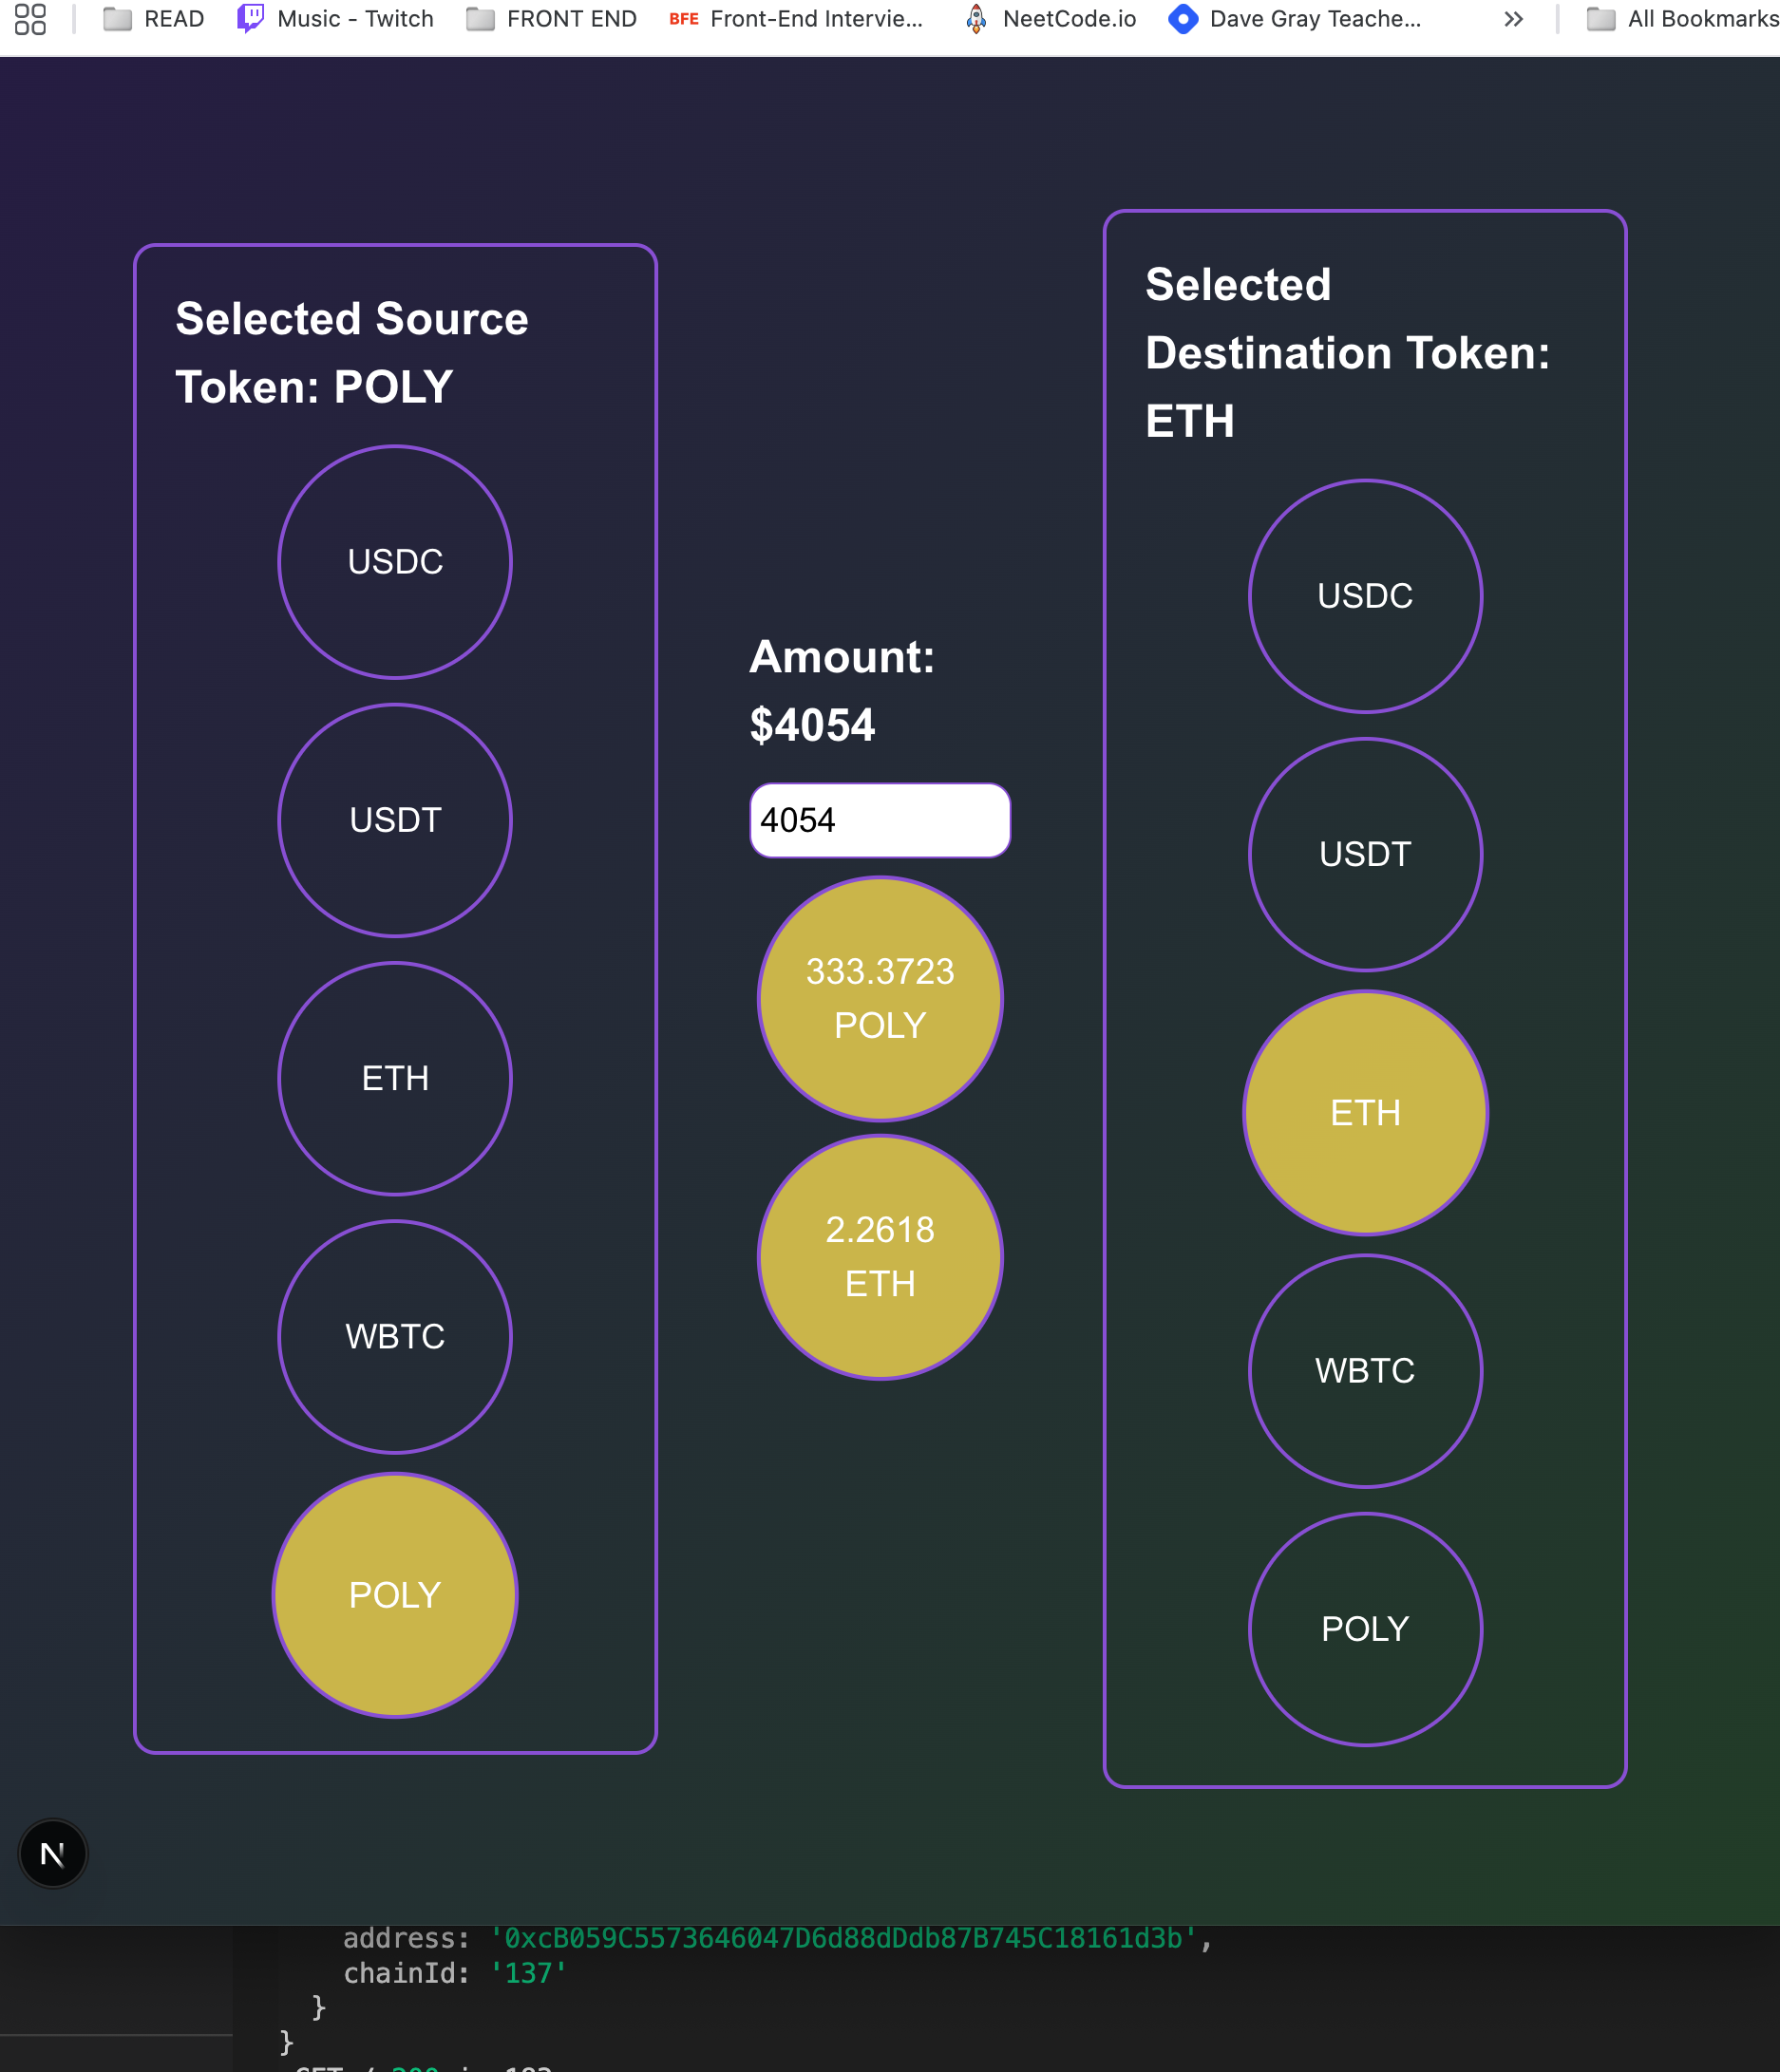 READ
Music - Twitch
FRONT END
BFE
Front-End Intervie...
NeetCode.io
Dave Gray Teache...
»
All Bookmarks
Selected Source
Token: POLY
USDC
USDT
ETH
WBTC
POLY
Amount:
$4054
4054
333.3723
POLY
2.2618
ETH
Selected
Destination Token:
ETH
USDC
USDT
ETH
WBTC
POLY
N
address: '0xcB059C5573646047D6d88dDdb87B745C18161d3b',
chainId: '137'
}
}